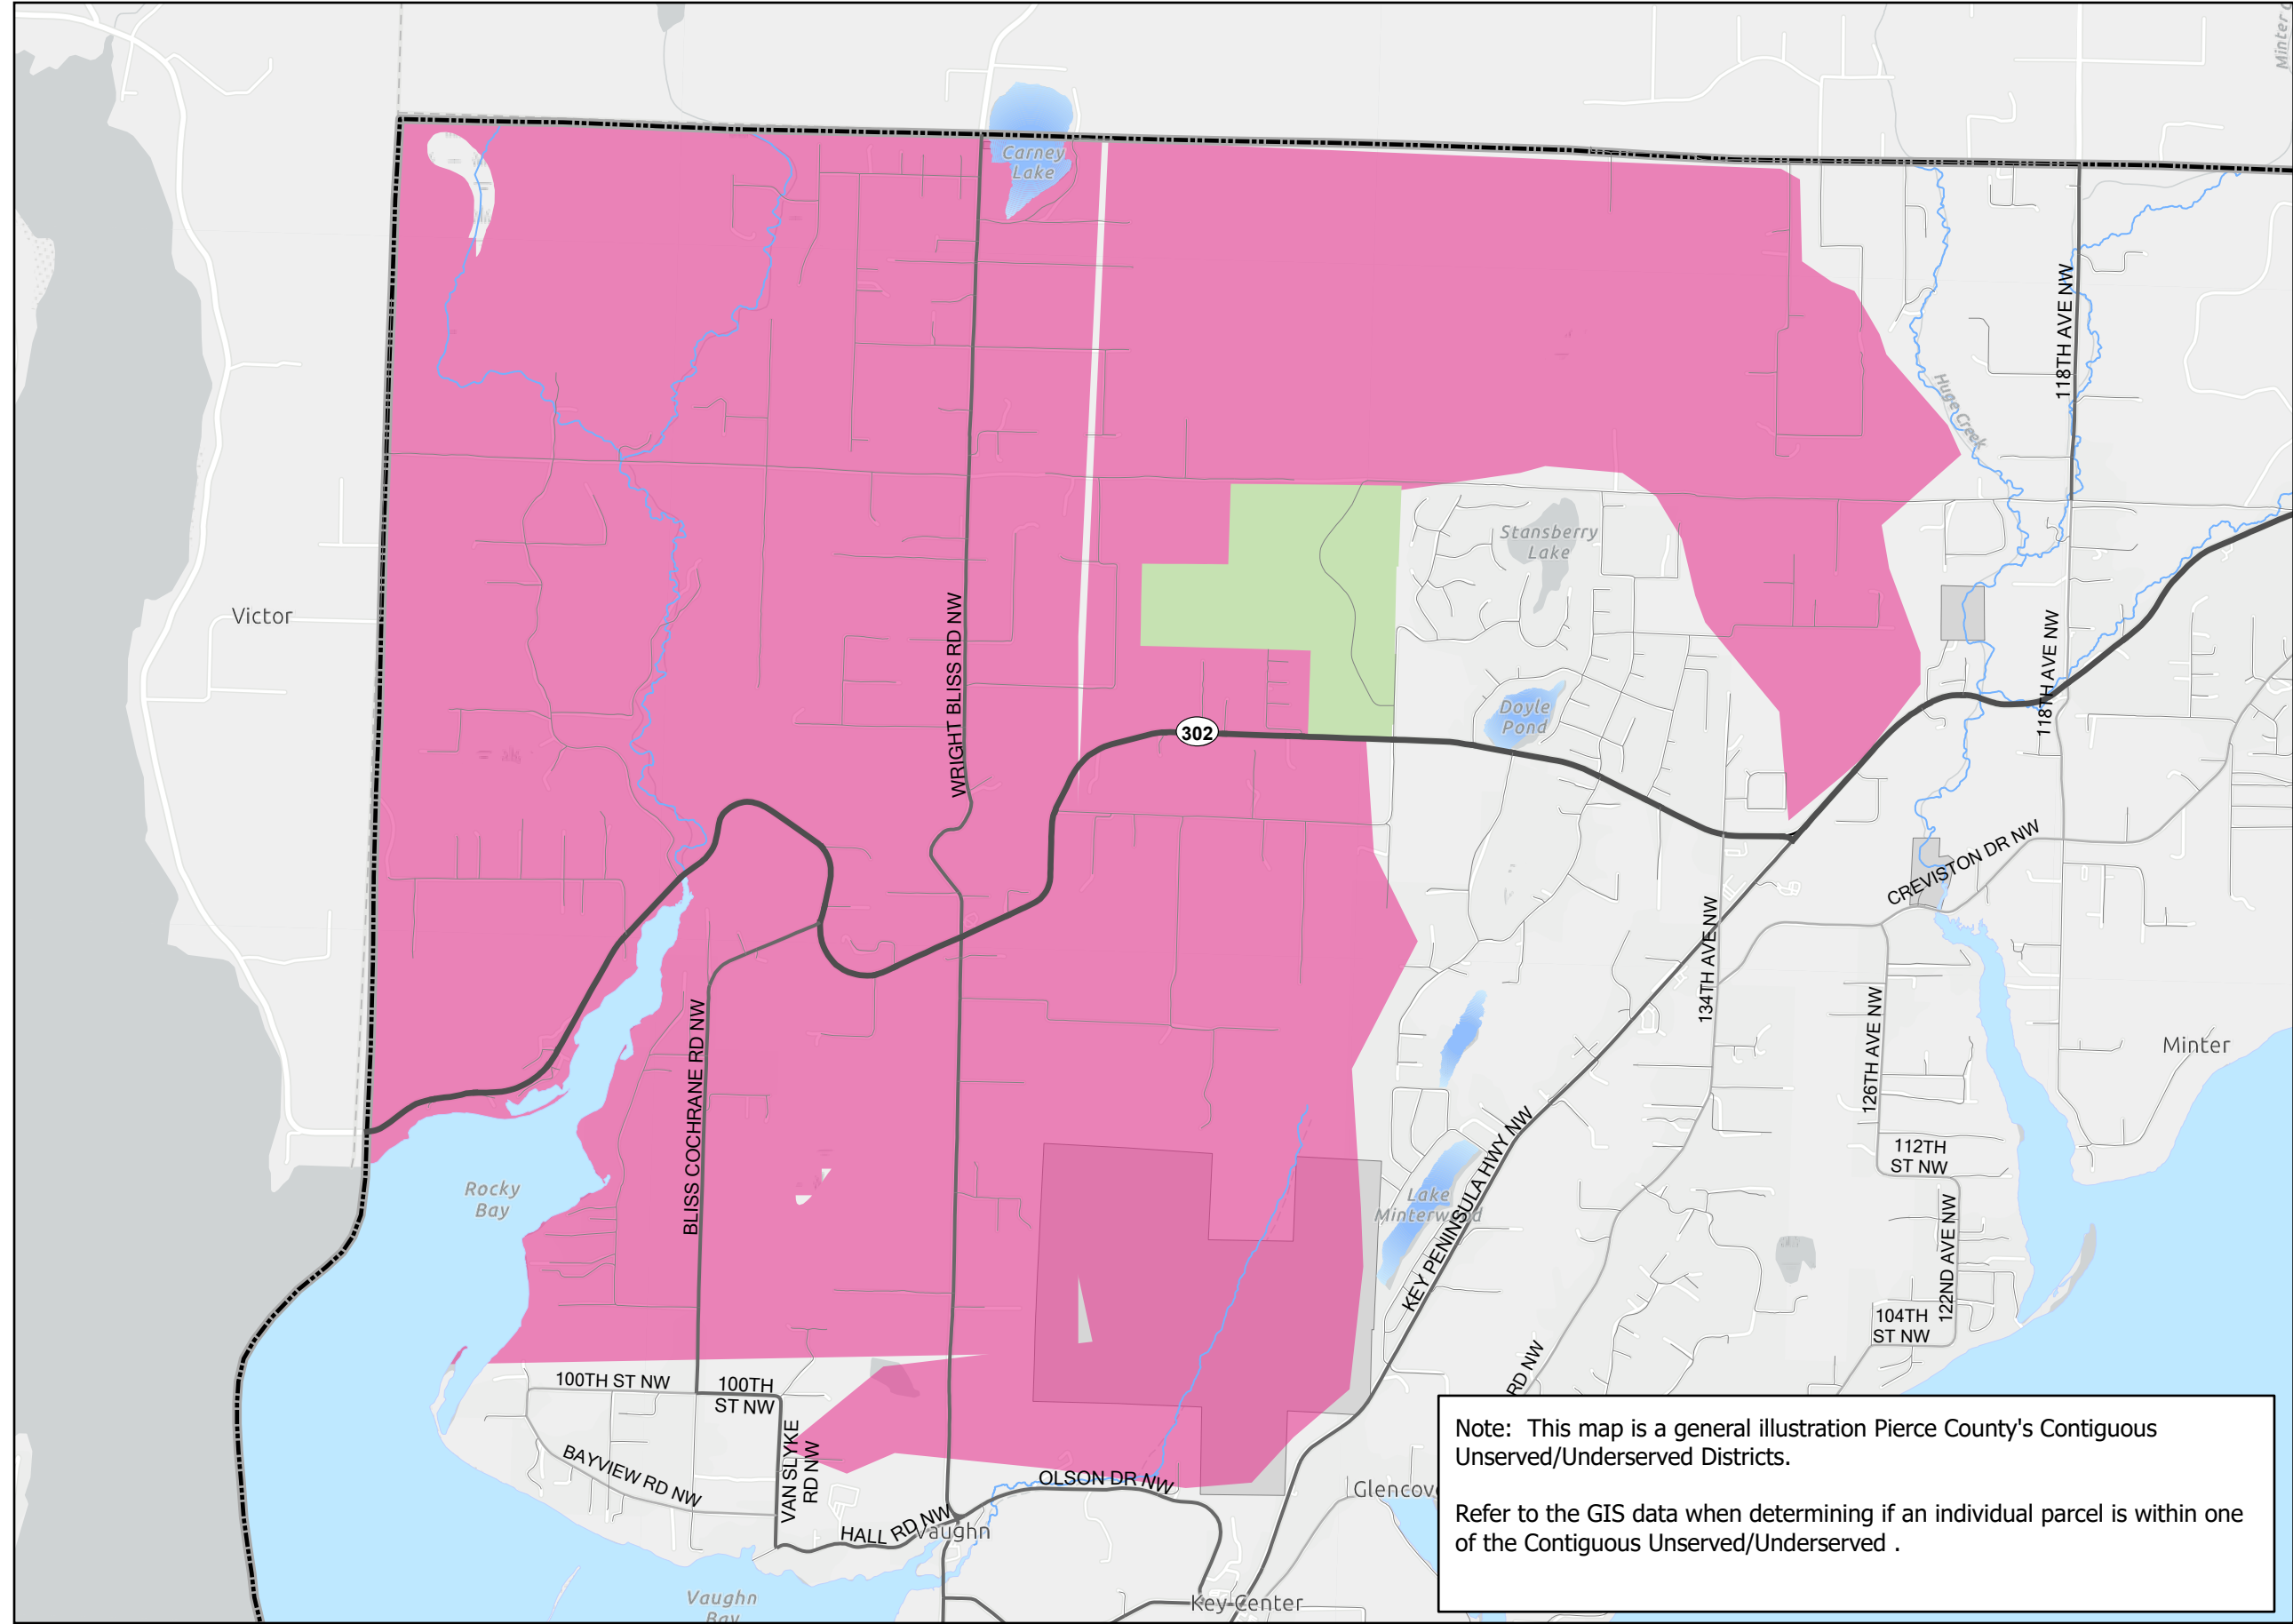 Minter
Carney
Lake
118TH AVE NW
Huge Creek
Stansberry
Lake
Victor
WRIGHT BLISS RD NW
118TH AVE NW
Doyle
Pond
302
CREVISTON DR NW
134TH AVE NW
BLISS COCHRANE RD NW
126TH AVE NW
Minter
112TH
ST NW
Rocky
Bay
Lake
Minterwood
KEY PENINSULA HWY NW
122ND AVE NW
104TH
ST NW
RD NW
100TH ST NW
100TH
ST NW
VAN SLYKE
RD NW
BAYVIEW RD NW
OLSON DR NW
HALL RD NW
Vaughn
Glencov
Vaughn
Bay
Key Center
Note: This map is a general illustration Pierce County's Contiguous
Unserved/Underserved Districts.
Refer to the GIS data when determining if an individual parcel is within one
of the Contiguous Unserved/Underserved .